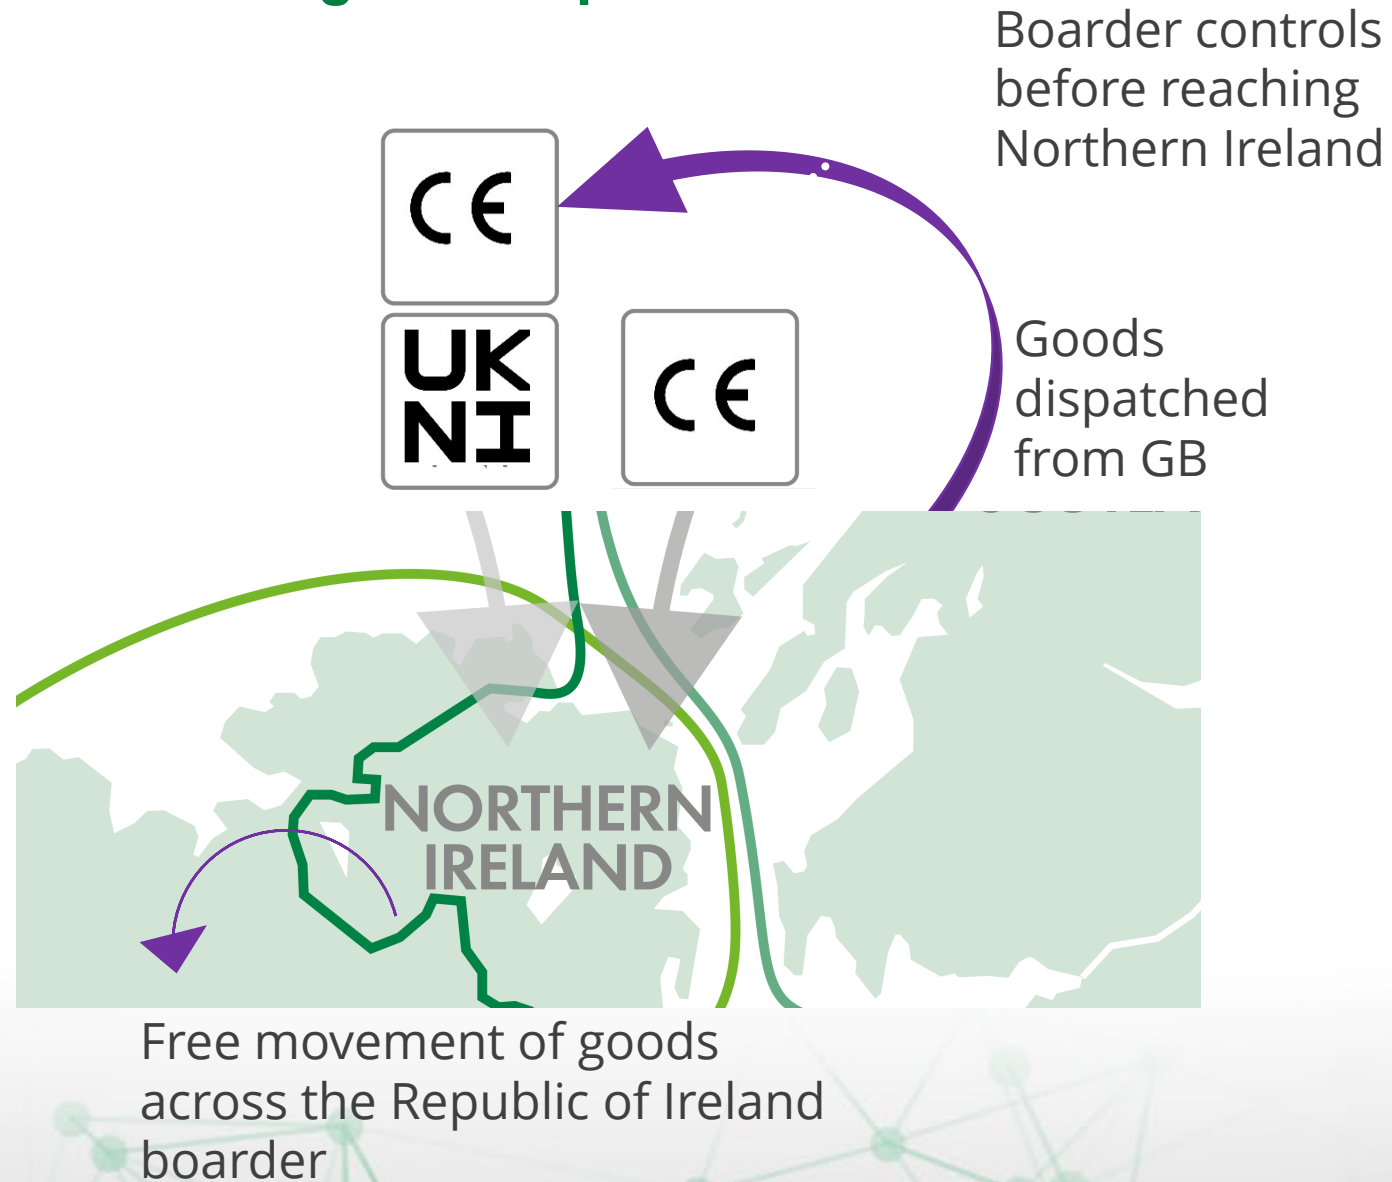 Boarder controls
before reaching
Northern Ireland
CE
UK
NI
CE
Goods
dispatched
from GB
NORTHERN
IRELAND
Free movement of goods
across the Republic of Ireland
boarder